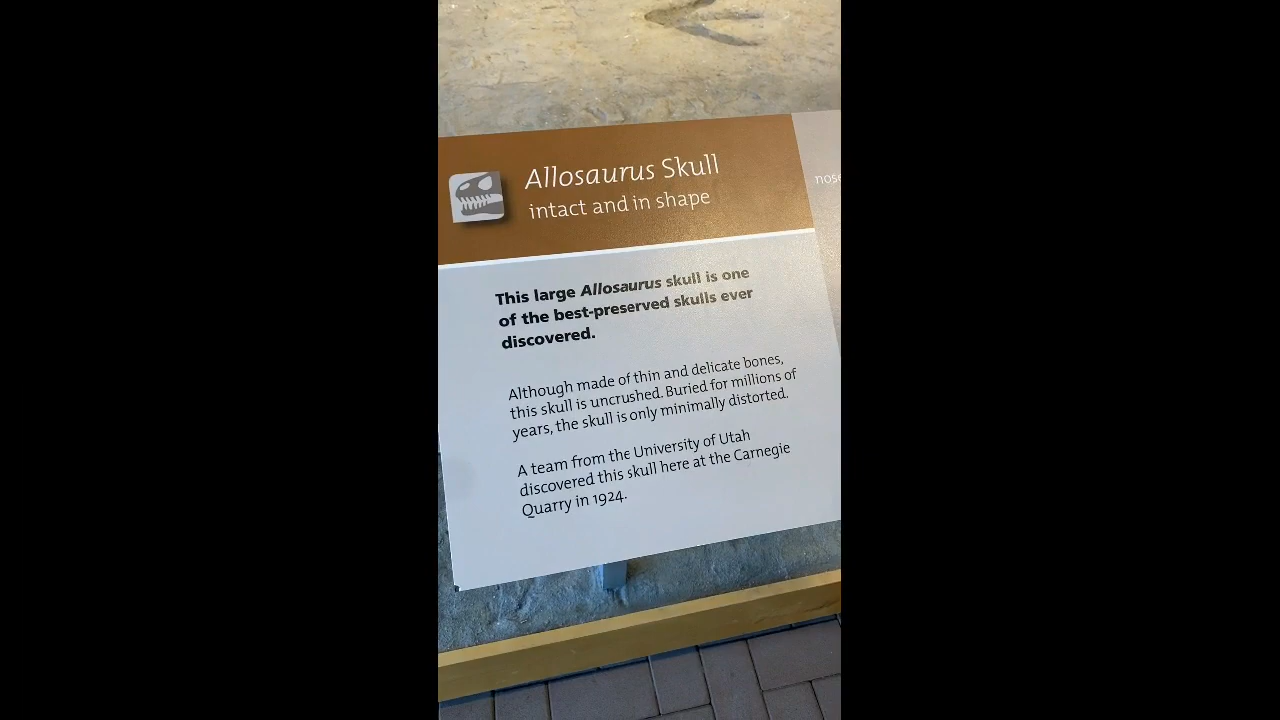 Allosaurus Skull
intact and in shape
This large Allosaurus skull is one
of the best-preserved skulls ever
discovered.
Although made of thin and delicate bones,
this skull is uncrushed. Buried for millions of
years, the skull is only minimally distorted.
A team from the University of Utah
discovered this skull here at the Carnegie
Quarry in 1924.